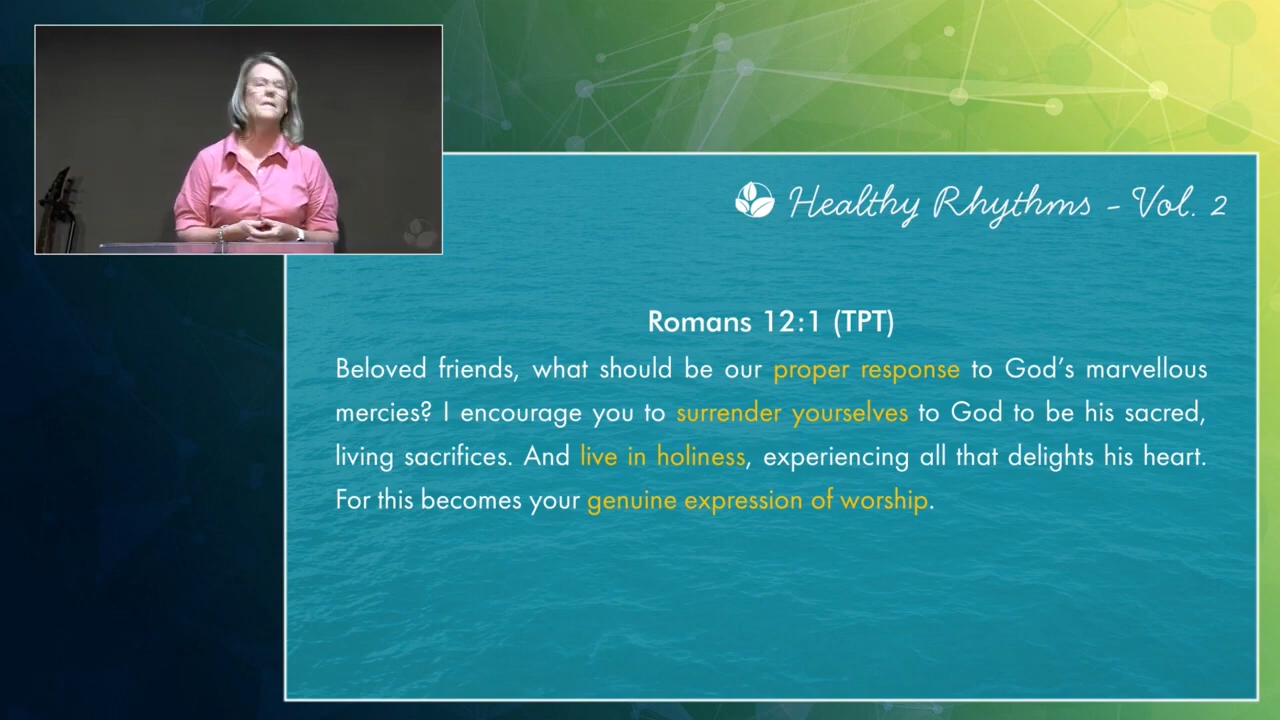 Healthy Rhythms - Vol. 2
Romans 12:1 (TPT)
Beloved friends, what should be our proper response to God's marvellous
mercies? I encourage you to surrender yourselves to God to be his sacred,
living sacrifices. And live in holiness, experiencing all that delights his heart.
For this becomes your genuine expression of worship.